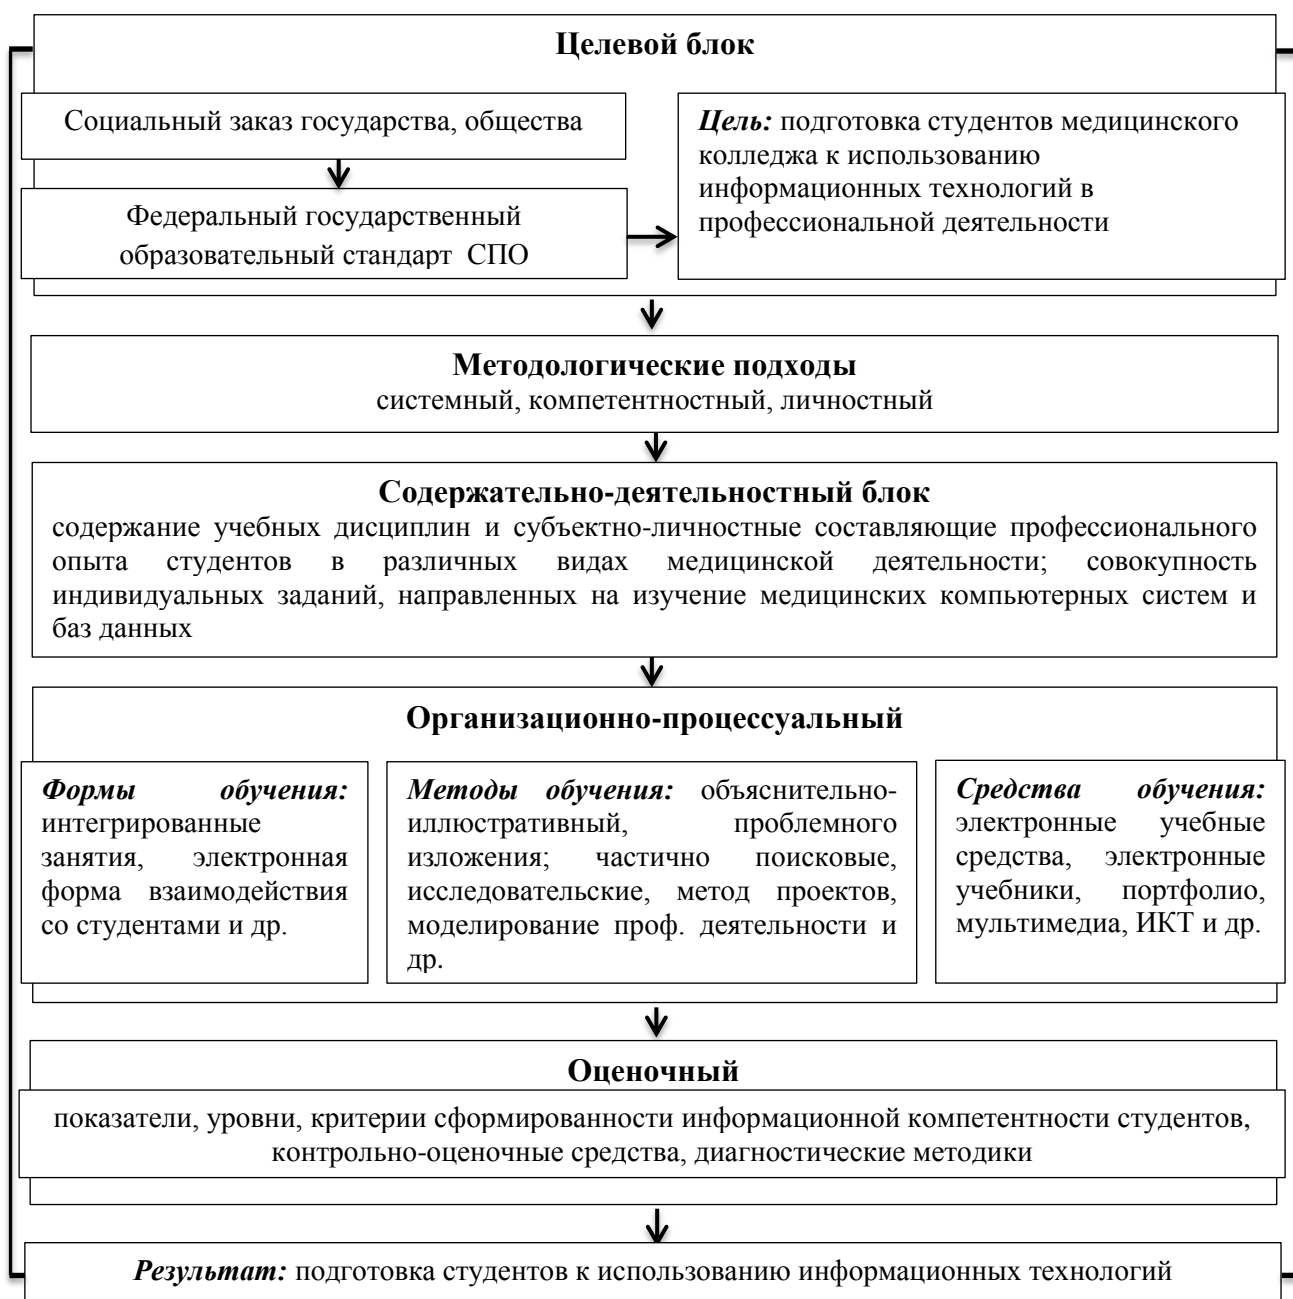 Целевой блок
Социальный заказ государства, общества
Федеральный государственный
образовательный стандарт СПО
Цель: подготовка студентов медицинского
колледжа к использованию
информационных технологий в
профессиональной деятельности
Методологические подходы
системный, компетентностный, личностный
Содержательно-деятельностный блок
содержание учебных дисциплин и субъектно-личностные составляющие профессионального
опыта студентов в различных видах медицинской деятельности; совокупность
индивидуальных заданий, направленных на изучение медицинских компьютерных систем и
баз данных
Организационно-процессуальный
Формы обучения:
интегрированные
занятия, электронная
форма взаимодействия
со студентами и др.
Методы обучения: объяснительно-
иллюстративный, проблемного
изложения; частично поисковые,
исследовательские, метод проектов,
моделирование проф. деятельности и
др.
Средства обучения:
электронные учебные
средства, электронные
учебники, портфолио,
мультимедиа, ИКТ и др.
Оценочный
показатели, уровни, критерии сформированности информационной компетентности студентов,
контрольно-оценочные средства, диагностические методики
Результат: подготовка студентов к использованию информационных технологий